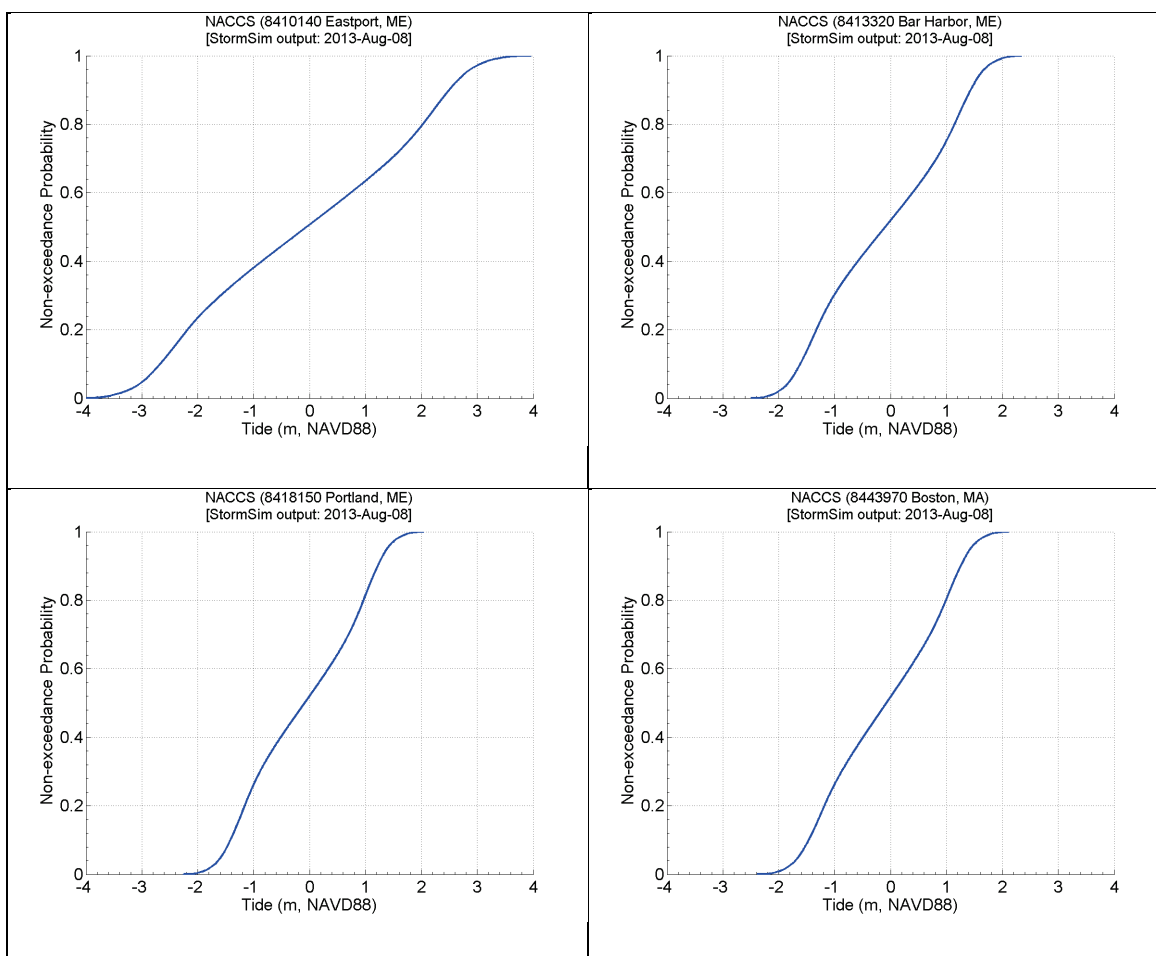 NACCS (8410140 Eastport, ME)
[StormSim output: 2013-Aug-08]
1
0.8
0.6
0.4
0.2
0
Non-exceedance Probability
-4 -3 -2 -1 0 1 2 3 4
Tide (m, NAVD88)
NACCS (8413320 Bar Harbor, ME)
[StormSim output: 2013-Aug-08]
1
0.8
0.6
0.4
0.2
0
Non-exceedance Probability
-4 -3 -2 -1 0 1 2 3 4
Tide (m, NAVD88)
NACCS (8418150 Portland, ME)
[StormSim output: 2013-Aug-08]
1
0.8
0.6
0.4
0.2
0
Non-exceedance Probability
-4 -3 -2 -1 0 1 2 3 4
Tide (m, NAVD88)
NACCS (8443970 Boston, MA)
[StormSim output: 2013-Aug-08]
1
0.8
0.6
0.4
0.2
0
Non-exceedance Probability
-4 -3 -2 -1 0 1 2 3 4
Tide (m, NAVD88)